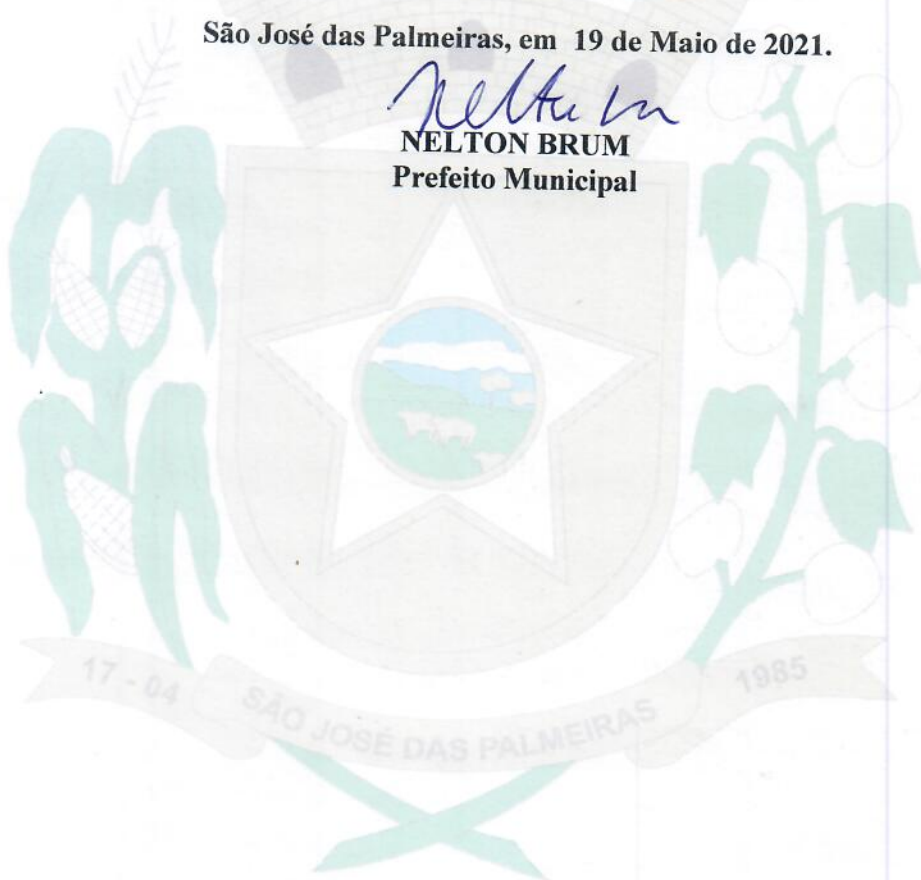 São José das Palmeiras, em 19 de Maio de 2021.
NELTON BRUM
Prefeito Municipal
17 - 04
SÃO JOSÉ DAS PALMEIRAS
1985